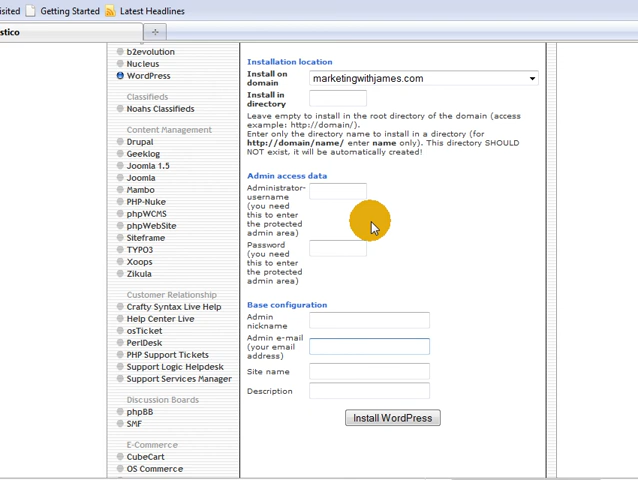 Getting Started
Latest Headlines
stico
b2evolution
Nucleus
WordPress
Classifieds
Noahs Classifieds
Content Management
Drupal
Geeklog
Joomla 1.5
Joomla
Mambo
PHP-Nuke
phpWCMS
phpWebSite
Siteframe
TYPO3
Xoops
Zikula
Customer Relationship
Crafty Syntax Live Help
Help Center Live
osTicket
PerlDesk
PHP Support Tickets
Support Logic Helpdesk
Support Services Manager
Discussion Boards
phpBB
SMF
E-Commerce
CubeCart
OS Commerce
Installation location
Install on
domain
marketingwithjames.com
Install in
directory
Leave empty to install in the root directory of the domain (access
example: http://domain/).
Enter only the directory name to install in a directory (for
http://domain/name/ enter name only). This directory SHOULD
NOT exist, it will be automatically created!
Admin access data
Administrator-
username
(you need
this to enter
the protected
admin area)
Password
(you need
this to enter
the protected
admin area)
Base configuration
Admin
nickname
Admin e-mail
(your email
address)
Site name
Description
Install WordPress